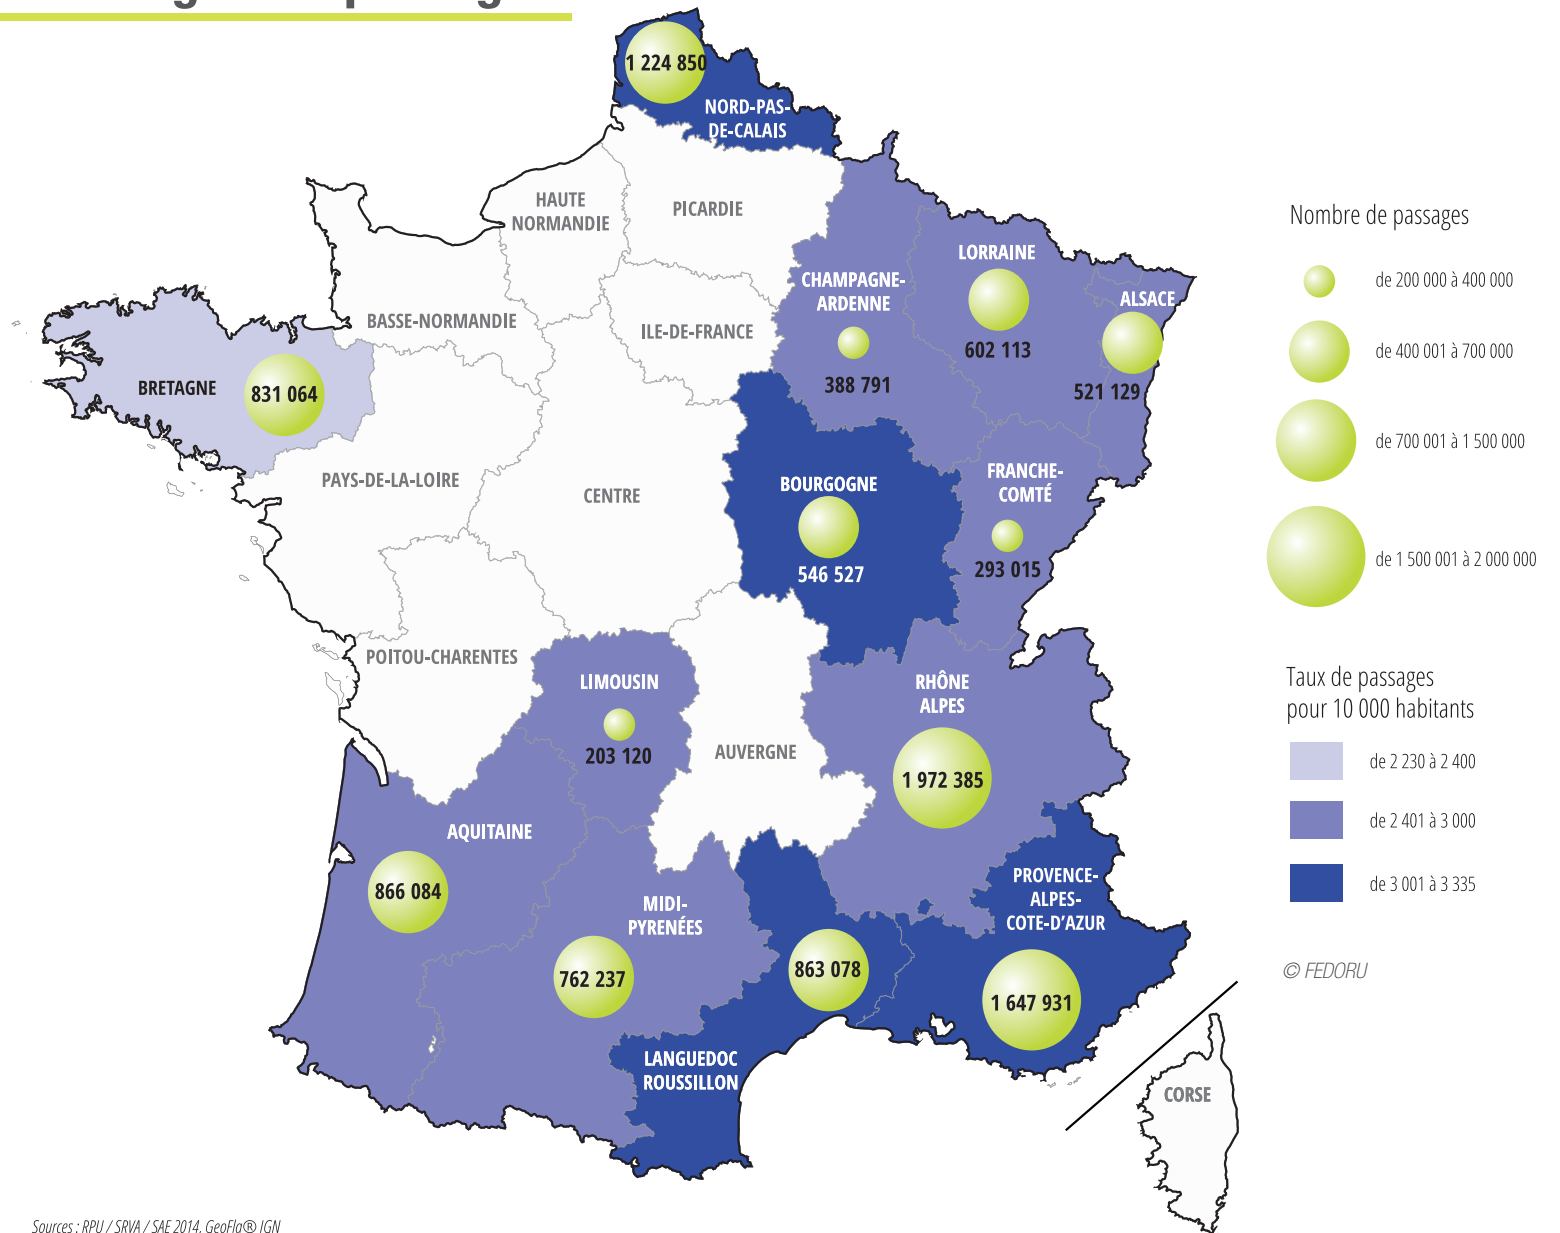 1 224 850
NORD-PAS-
DE-CALAIS
HAUTE
NORMANDIE
PICARDIE
LORRAINE
CHAMPAGNE-
ARDENNE
ALSACE
BASSE-NORMANDIE
ILE-DE-FRANCE
602 113
388 791
521 129
BRETAGNE
831 064
PAYS-DE-LA-LOIRE
CENTRE
BOURGOGNE
546 527
FRANCHE-
COMTÉ
293 015
POITOU-CHARENTES
LIMOUSIN
203 120
RHÔNE
ALPES
1 972 385
AUVERGNE
AQUITAINE
866 084
MIDI-
PYRENÉES
762 237
863 078
PROVENCE-
ALPES-
COTE-D'AZUR
1 647 931
LANGUEDOC
ROUSSILLON
CORSE
Nombre de passages
de 200 000 à 400 000
de 400 001 à 700 000
de 700 001 à 1 500 000
de 1 500 001 à 2 000 000
Taux de passages
pour 10 000 habitants
de 2 230 à 2 400
de 2 401 à 3 000
de 3 001 à 3 335
© FEDORU
Sources : RPU / SRVA / SAE 2014, GeoFla® IGN